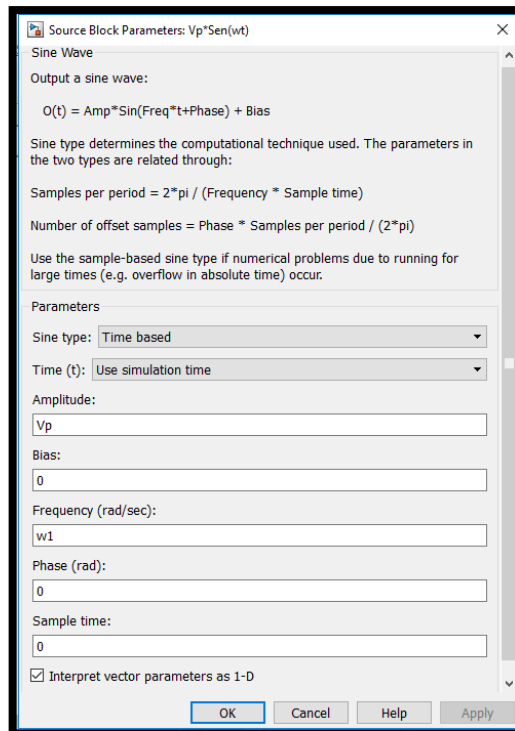 Source Block Parameters: Vp*Sen(wt)
Sine Wave
Output a sine wave:
O(t) = Amp*Sin(Freq*t+Phase) + Bias
Sine type determines the computational technique used. The parameters in
the two types are related through:
Samples per period = 2*pi / (Frequency * Sample time)
Number of offset samples = Phase * Samples per period / (2*pi)
Use the sample-based sine type if numerical problems due to running for
large times (e.g. overflow in absolute time) occur.
Parameters
Sine type: Time based
Time (t): Use simulation time
Amplitude:
Vp
Bias:
0
Frequency (rad/sec):
w1
Phase (rad):
0
Sample time:
0
Interpret vector parameters as 1-D
OK Cancel Help Apply